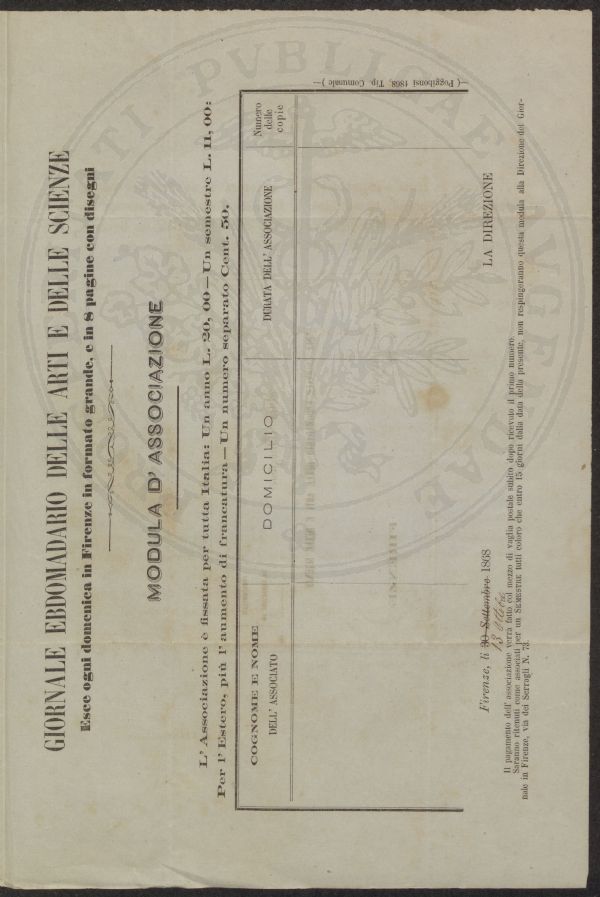 GIORNALE EBDOMADARIO DELLE ARTI E DELLE SCIENZE
Esce ogni domenica in Firenze in formato grande, e in 8 pagine con disegni
MODULA D' ASSOCIAZIONE
L' Associazione è fissata per tutta Italia: Un anno L. 20, 00—Un semestre L. 11, 00:
Per l' Estero, più l' aumento di francatura—Un numero separato Cent. 50.
COGNOME E NOME
DELL' ASSOCIATO
DOMICILIO
DURATA DELL' ASSOCIAZIONE
Numero
delle
copie
(Poggibonsi 1868, Tip. Comunale)
Firenze, li 30 Settembre 1868
13 ottobre
LA DIREZIONE
Il pagamento dell' associazione verrà fatto col mezzo di vaglia postale subito dopo ricevuto il primo numero.
Saranno ritenuti come associati per un SEMESTRE tutti coloro che entro 15 giorni dalla data della presente, non respingeranno questa modula alla Direzione del Gior-
nale in Firenze, via dei Serragli N. 73.